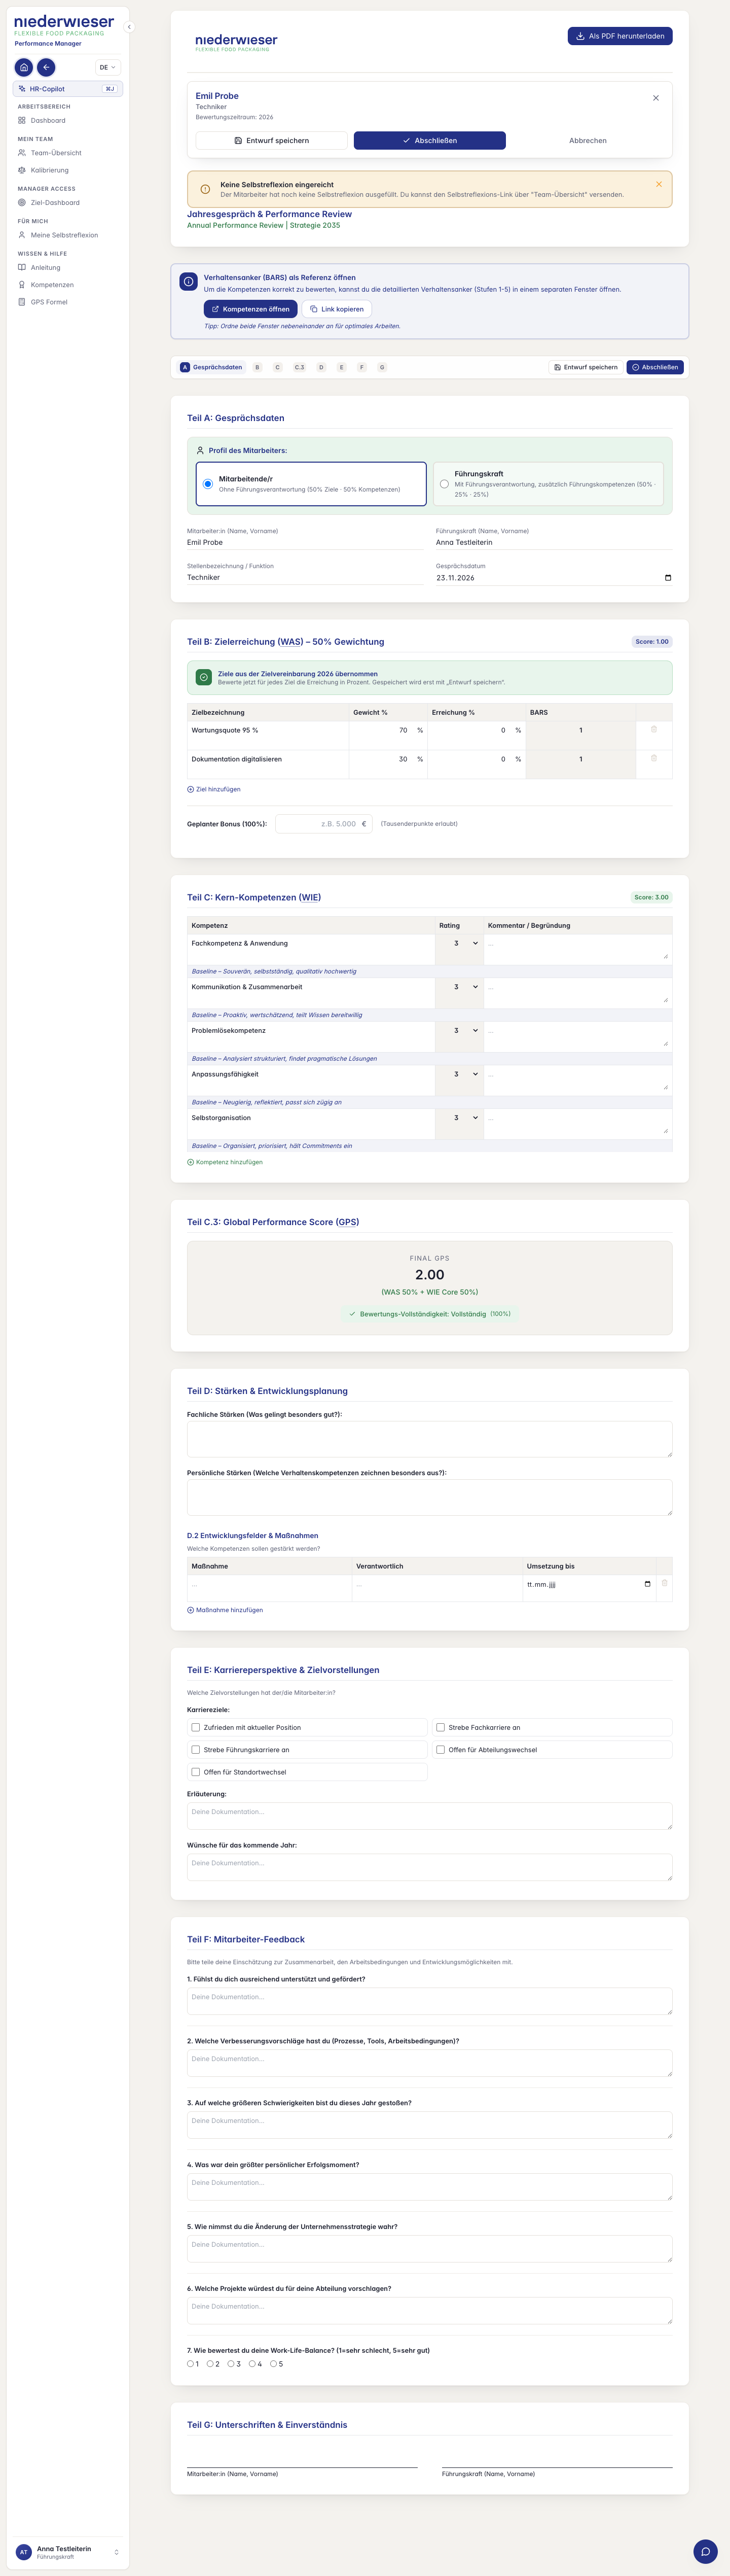 niederwieser
FLEXIBLE FOOD PACKAGING
Performance Manager
DE
HR-Copilot
⌘J
ARBEITSBEREICH
Dashboard
MEIN TEAM
Team-Übersicht
Kalibrierung
MANAGER ACCESS
Ziel-Dashboard
FÜR MICH
Meine Selbstreflexion
WISSEN & HILFE
Anleitung
Kompetenzen
GPS Formel
Anna Testleiterin
Führungskraft
AT
niederwieser
FLEXIBLE FOOD PACKAGING
Als PDF herunterladen
Emil Probe
Techniker
Bewertungszeitraum: 2026
Entwurf speichern
Abschließen
Abbrechen
Keine Selbstreflexion eingereicht
Der Mitarbeiter hat noch keine Selbstreflexion ausgefüllt. Du kannst den Selbstreflexions-Link über "Team-Übersicht" versenden.
Jahresgespräch & Performance Review
Annual Performance Review | Strategie 2035
Verhaltensanker (BARS) als Referenz öffnen
Um die Kompetenzen korrekt zu bewerten, kannst du die detaillierten Verhaltensanker (Stufen 1-5) in einem separaten Fenster öffnen.
Kompetenzen öffnen
Link kopieren
Tipp: Ordne beide Fenster nebeneinander an für optimales Arbeiten.
A Gesprächsdaten B C C.3 D E F G
Entwurf speichern
Abschließen
Teil A: Gesprächsdaten
Profil des Mitarbeiters:
Mitarbeitende/r
Ohne Führungsverantwortung (50% Ziele · 50% Kompetenzen)
Führungskraft
Mit Führungsverantwortung, zusätzlich Führungskompetenzen (50% ·
25% · 25%)
Mitarbeiter:in (Name, Vorname)
Emil Probe
Führungskraft (Name, Vorname)
Anna Testleiterin
Stellenbezeichnung / Funktion
Techniker
Gesprächsdatum
23.11.2026
Teil B: Zielerreichung (WAS) – 50% Gewichtung
Score: 1.00
Ziele aus der Zielvereinbarung 2026 übernommen
Bewerte jetzt für jedes Ziel die Erreichung in Prozent. Gespeichert wird erst mit „Entwurf speichern".
Zielbezeichnung Gewicht % Erreichung % BARS
Wartungsquote 95 % 70 % 0 % 1
Dokumentation digitalisieren 30 % 0 % 1
Ziel hinzufügen
Geplanter Bonus (100%): z.B. 5.000 € (Tausenderpunkte erlaubt)
Teil C: Kern-Kompetenzen (WIE)
Score: 3.00
Kompetenz Rating Kommentar / Begründung
Fachkompetenz & Anwendung 3 ...
Baseline – Souverän, selbstständig, qualitativ hochwertig
Kommunikation & Zusammenarbeit 3 ...
Baseline – Proaktiv, wertschätzend, teilt Wissen bereitwillig
Problemlösekompetenz 3 ...
Baseline – Analysiert strukturiert, findet pragmatische Lösungen
Anpassungsfähigkeit 3 ...
Baseline – Neugierig, reflektiert, passt sich zügig an
Selbstorganisation 3 ...
Baseline – Organisiert, priorisiert, hält Commitments ein
Kompetenz hinzufügen
Teil C.3: Global Performance Score (GPS)
FINAL GPS
2.00
(WAS 50% + WIE Core 50%)
Bewertungs-Vollständigkeit: Vollständig (100%)
Teil D: Stärken & Entwicklungsplanung
Fachliche Stärken (Was gelingt besonders gut?):
Persönliche Stärken (Welche Verhaltenskompetenzen zeichnen besonders aus?):
D.2 Entwicklungsfelder & Maßnahmen
Welche Kompetenzen sollen gestärkt werden?
Maßnahme Verantwortlich Umsetzung bis
... ... tt.mm.jjjj
Maßnahme hinzufügen
Teil E: Karriereperspektive & Zielvorstellungen
Welche Zielvorstellungen hat der/die Mitarbeiter:in?
Karriereziele:
Zufrieden mit aktueller Position
Strebe Fachkarriere an
Strebe Führungskarriere an
Offen für Abteilungswechsel
Offen für Standortwechsel
Erläuterung:
Deine Dokumentation...
Wünsche für das kommende Jahr:
Deine Dokumentation...
Teil F: Mitarbeiter-Feedback
Bitte teile deine Einschätzung zur Zusammenarbeit, den Arbeitsbedingungen und Entwicklungsmöglichkeiten mit.
1. Fühlst du dich ausreichend unterstützt und gefördert?
Deine Dokumentation...
2. Welche Verbesserungsvorschläge hast du (Prozesse, Tools, Arbeitsbedingungen)?
Deine Dokumentation...
3. Auf welche größeren Schwierigkeiten bist du dieses Jahr gestoßen?
Deine Dokumentation...
4. Was war dein größter persönlicher Erfolgsmoment?
Deine Dokumentation...
5. Wie nimmst du die Änderung der Unternehmensstrategie wahr?
Deine Dokumentation...
6. Welche Projekte würdest du für deine Abteilung vorschlagen?
Deine Dokumentation...
7. Wie bewertest du deine Work-Life-Balance? (1=sehr schlecht, 5=sehr gut)
1 2 3 4 5
Teil G: Unterschriften & Einverständnis
Mitarbeiter:in (Name, Vorname)
Führungskraft (Name, Vorname)